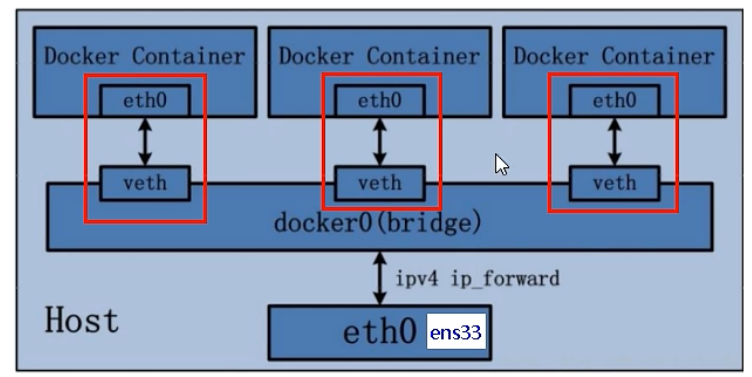 Docker Container Docker Container Docker Container
eth0 eth0 eth0
veth veth veth
docker0(bridge)
ipv4 ip_forward
Host
eth0 ens33